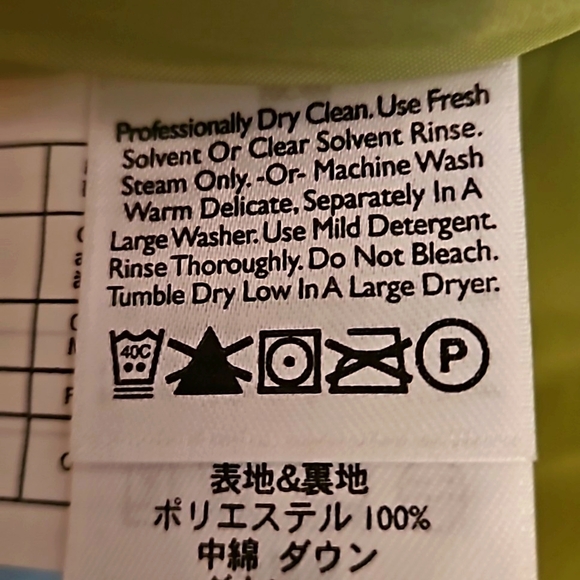 Professionally Dry Clean. Use Fresh
Solvent Or Clear Solvent Rinse.
Steam Only. -Or- Machine Wash
Warm Delicate, Separately In A
Large Washer. Use Mild Detergent.
Rinse Thoroughly. Do Not Bleach.
Tumble Dry Low In A Large Dryer.
40C
P
表地&裏地
ポリエステル 100%
中綿 ダウン